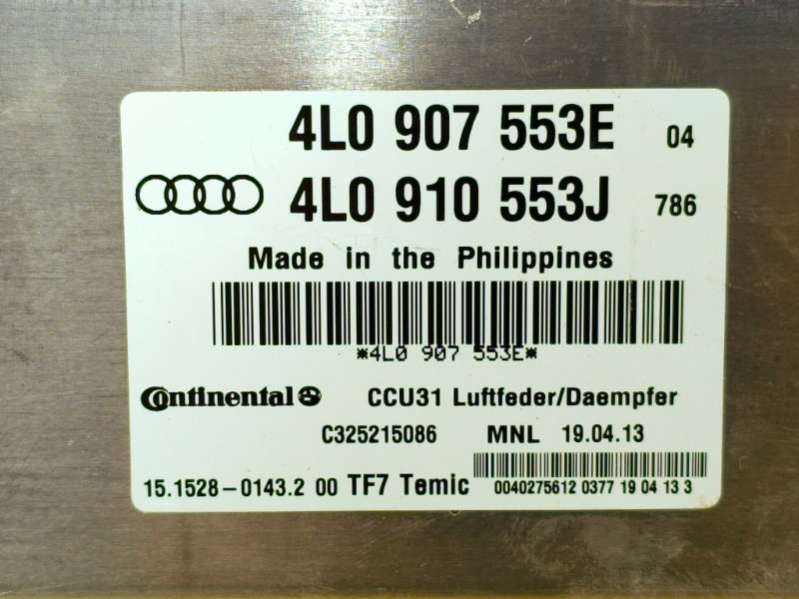 4L0 907 553E 04
4L0 910 553J 786
Made in the Philippines
*4L0 907 553E*
Continental CCU31 Luftfeder/Daempfer
C325215086 MNL 19.04.13
15.1528-0143.2 00 TF7 Temic 0040275612 0377 19 04 13 3